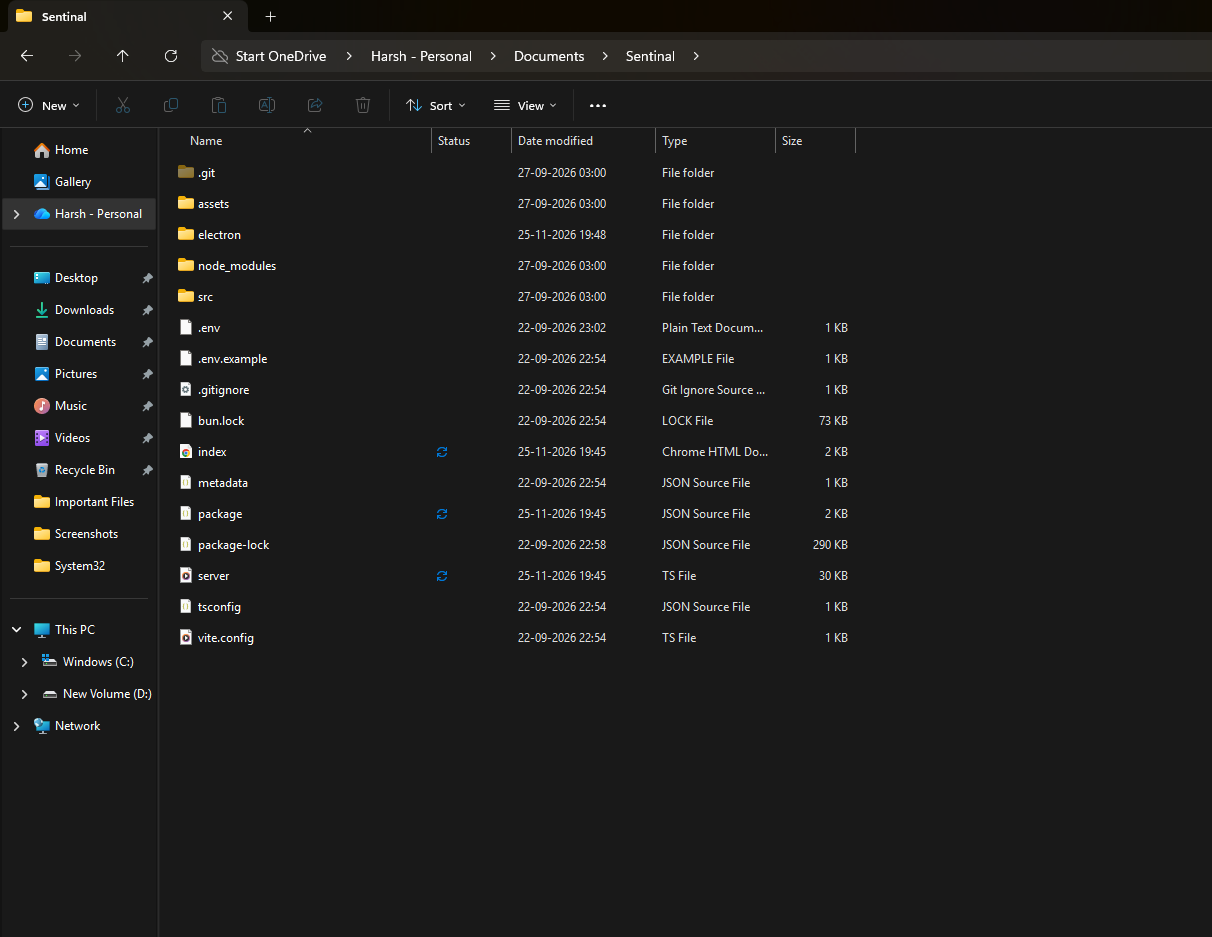 Sentinal
Start OneDrive > Harsh - Personal > Documents > Sentinal >
New Sort View
Name Status Date modified Type Size
Home
Gallery
Harsh - Personal
Desktop
Downloads
Documents
Pictures
Music
Videos
Recycle Bin
Important Files
Screenshots
System32
This PC
Windows (C:)
New Volume (D:)
Network
.git 27-09-2026 03:00 File folder
assets 27-09-2026 03:00 File folder
electron 25-11-2026 19:48 File folder
node_modules 27-09-2026 03:00 File folder
src 27-09-2026 03:00 File folder
.env 22-09-2026 23:02 Plain Text Docum... 1 KB
.env.example 22-09-2026 22:54 EXAMPLE File 1 KB
.gitignore 22-09-2026 22:54 Git Ignore Source ... 1 KB
bun.lock 22-09-2026 22:54 LOCK File 73 KB
index 25-11-2026 19:45 Chrome HTML Do... 2 KB
metadata 22-09-2026 22:54 JSON Source File 1 KB
package 25-11-2026 19:45 JSON Source File 2 KB
package-lock 22-09-2026 22:58 JSON Source File 290 KB
server 25-11-2026 19:45 TS File 30 KB
tsconfig 22-09-2026 22:54 JSON Source File 1 KB
vite.config 22-09-2026 22:54 TS File 1 KB